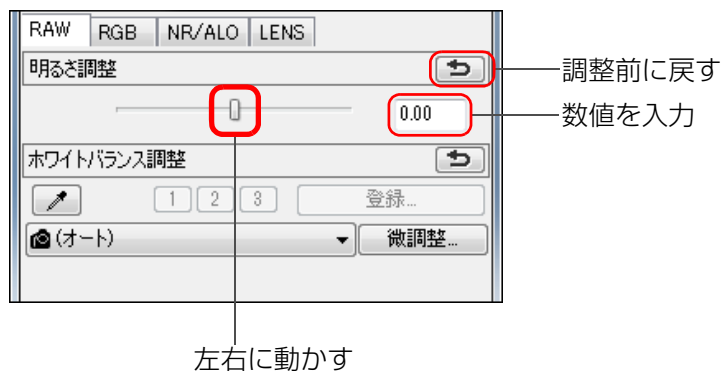 RAW RGB NR/ALO LENS
明るさ調整
調整前に戻す
0.00
数値を入力
ホワイトバランス調整
1 2 3 登録...
(オート) 微調整...
左右に動かす